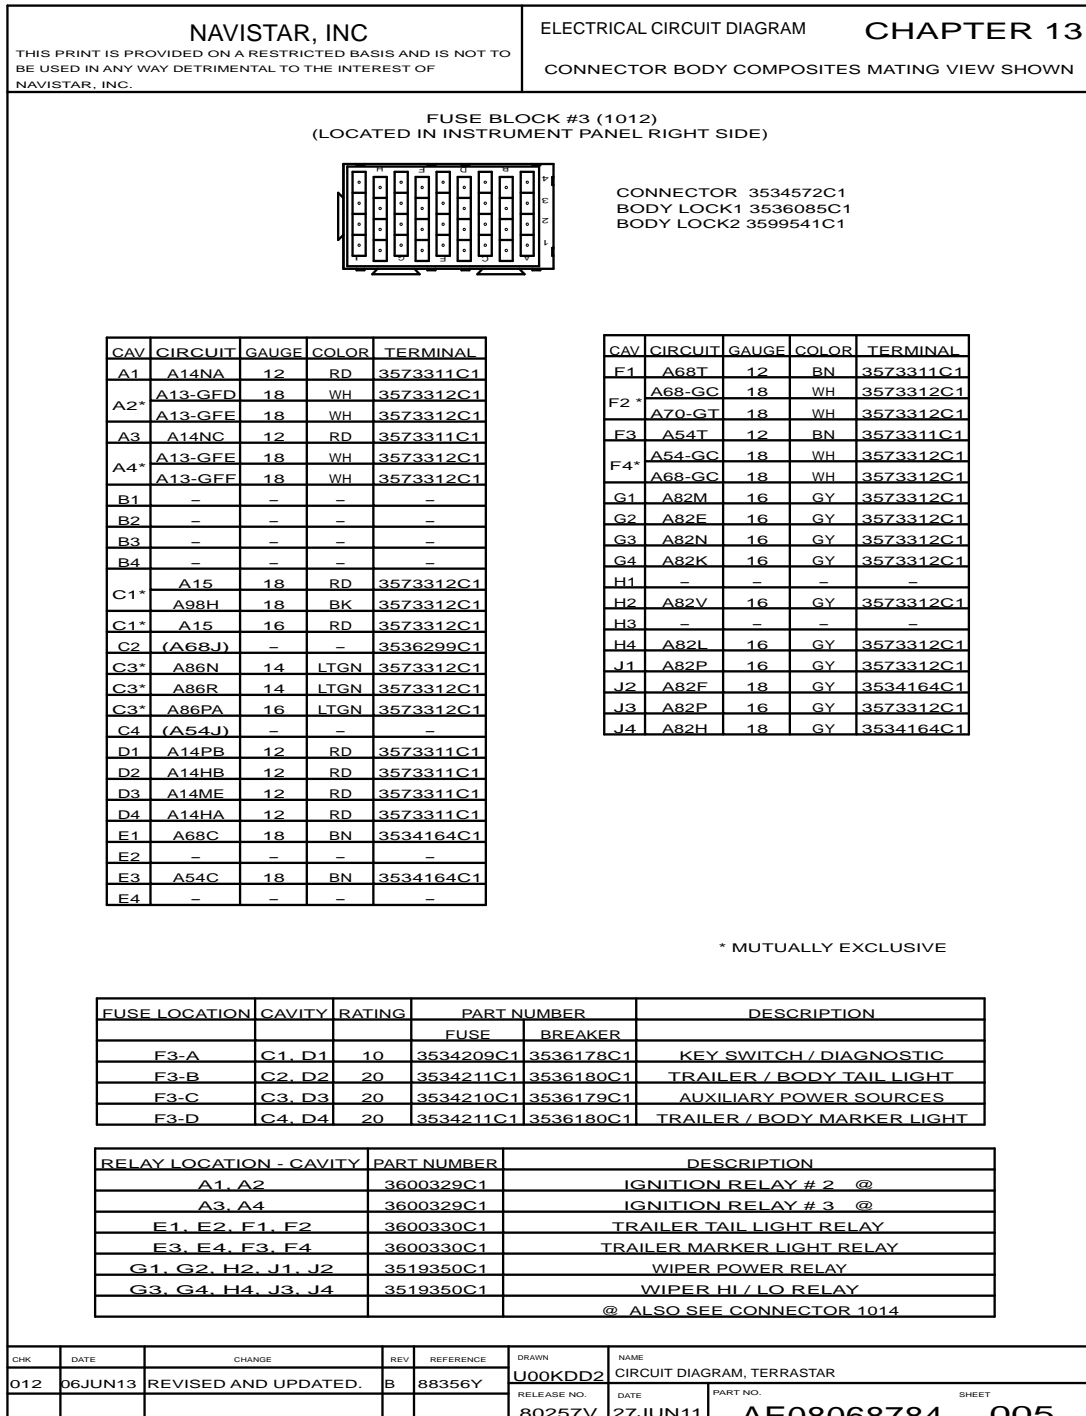 NAVISTAR, INC
THIS PRINT IS PROVIDED ON A RESTRICTED BASIS AND IS NOT TO
BE USED IN ANY WAY DETRIMENTAL TO THE INTEREST OF
NAVISTAR, INC.
ELECTRICAL CIRCUIT DIAGRAM CHAPTER 13
CONNECTOR BODY COMPOSITES MATING VIEW SHOWN
FUSE BLOCK #3 (1012)
(LOCATED IN INSTRUMENT PANEL RIGHT SIDE)
H F D B
4
3
2
1
J G E C A
CONNECTOR 3534572C1
BODY LOCK1 3536085C1
BODY LOCK2 3599541C1
CAV CIRCUIT GAUGE COLOR TERMINAL
A1 A14NA 12 RD 3573311C1
A2* A13-GFD 18 WH 3573312C1
A13-GFE 18 WH 3573312C1
A3 A14NC 12 RD 3573311C1
A4* A13-GFE 18 WH 3573312C1
A13-GFF 18 WH 3573312C1
B1 – – – –
B2 – – – –
B3 – – – –
B4 – – – –
C1* A15 18 RD 3573312C1
A98H 18 BK 3573312C1
C1* A15 16 RD 3573312C1
C2 (A68J) – – 3536299C1
C3* A86N 14 LTGN 3573312C1
C3* A86R 14 LTGN 3573312C1
C3* A86PA 16 LTGN 3573312C1
C4 (A54J) – – –
D1 A14PB 12 RD 3573311C1
D2 A14HB 12 RD 3573311C1
D3 A14ME 12 RD 3573311C1
D4 A14HA 12 RD 3573311C1
E1 A68C 18 BN 3534164C1
E2 – – – –
E3 A54C 18 BN 3534164C1
E4 – – – –
CAV CIRCUIT GAUGE COLOR TERMINAL
F1 A68T 12 BN 3573311C1
F2 * A68-GC 18 WH 3573312C1
A70-GT 18 WH 3573312C1
F3 A54T 12 BN 3573311C1
F4* A54-GC 18 WH 3573312C1
A68-GC 18 WH 3573312C1
G1 A82M 16 GY 3573312C1
G2 A82E 16 GY 3573312C1
G3 A82N 16 GY 3573312C1
G4 A82K 16 GY 3573312C1
H1 – – – –
H2 A82V 16 GY 3573312C1
H3 – – – –
H4 A82L 16 GY 3573312C1
J1 A82P 16 GY 3573312C1
J2 A82F 18 GY 3534164C1
J3 A82P 16 GY 3573312C1
J4 A82H 18 GY 3534164C1
* MUTUALLY EXCLUSIVE
FUSE LOCATION CAVITY RATING PART NUMBER DESCRIPTION
FUSE BREAKER
F3-A C1, D1 10 3534209C1 3536178C1 KEY SWITCH / DIAGNOSTIC
F3-B C2, D2 20 3534211C1 3536180C1 TRAILER / BODY TAIL LIGHT
F3-C C3, D3 20 3534210C1 3536179C1 AUXILIARY POWER SOURCES
F3-D C4, D4 20 3534211C1 3536180C1 TRAILER / BODY MARKER LIGHT
RELAY LOCATION - CAVITY PART NUMBER DESCRIPTION
A1, A2 3600329C1 IGNITION RELAY # 2 @
A3, A4 3600329C1 IGNITION RELAY # 3 @
E1, E2, F1, F2 3600330C1 TRAILER TAIL LIGHT RELAY
E3, E4, F3, F4 3600330C1 TRAILER MARKER LIGHT RELAY
G1, G2, H2, J1, J2 3519350C1 WIPER POWER RELAY
G3, G4, H4, J3, J4 3519350C1 WIPER HI / LO RELAY
@ ALSO SEE CONNECTOR 1014
CHK DATE CHANGE REV REFERENCE DRAWN NAME
012 06JUN13 REVISED AND UPDATED. B 88356Y U00KDD2 CIRCUIT DIAGRAM, TERRASTAR
RELEASE NO. DATE PART NO. SHEET
80257V 27JUN11 AE08068784 005